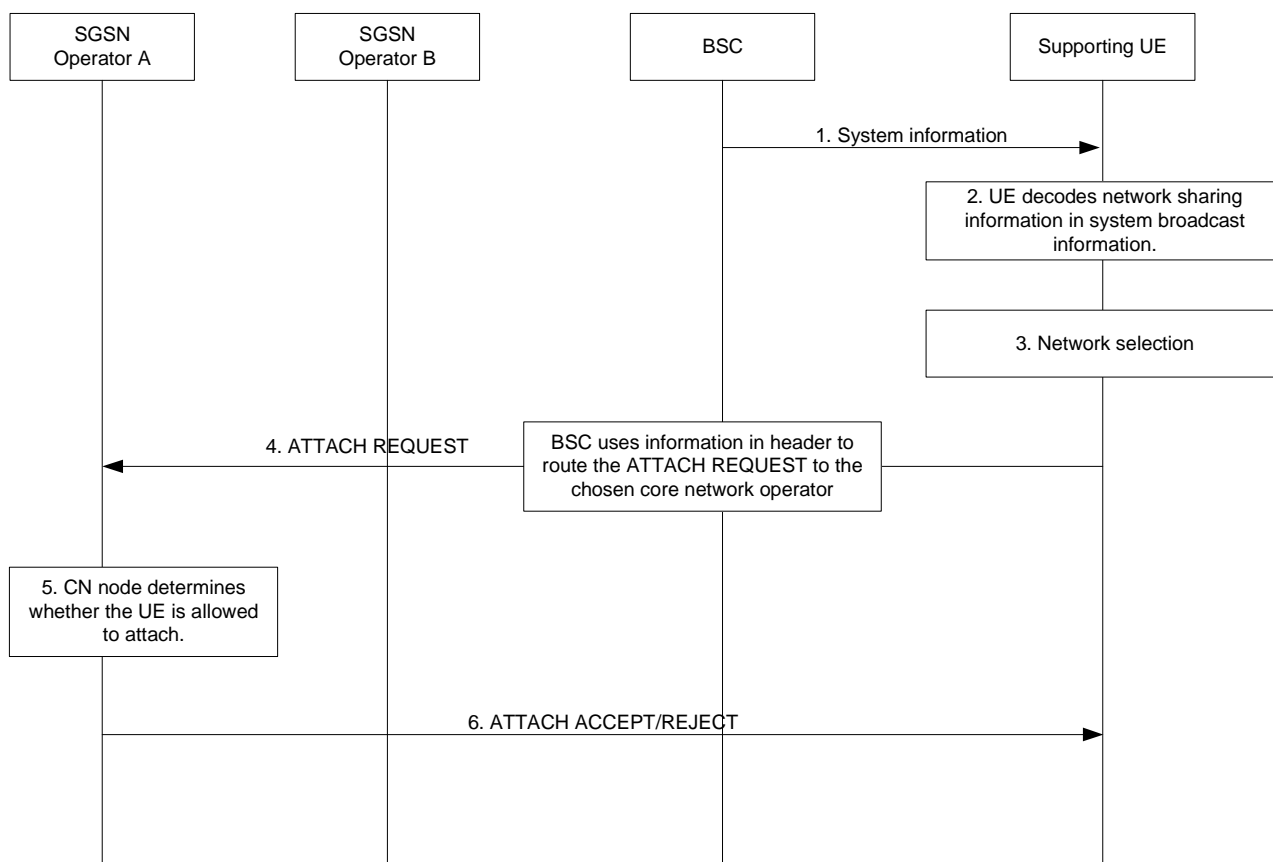 SGSN
Operator A
SGSN
Operator B
BSC
Supporting UE
1. System information
2. UE decodes network sharing
information in system broadcast
information.
3. Network selection
4. ATTACH REQUEST
BSC uses information in header to
route the ATTACH REQUEST to the
chosen core network operator
5. CN node determines
whether the UE is allowed
to attach.
6. ATTACH ACCEPT/REJECT